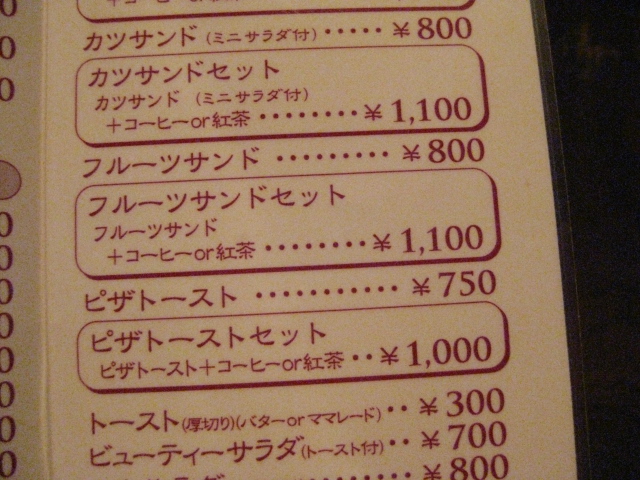 カツサンド (ミニサラダ付) ····· ¥800
カツサンドセット
カツサンド (ミニサラダ付)
＋コーヒーor紅茶 ········ ¥1,100
フルーツサンド ········· ¥800
フルーツサンドセット
フルーツサンド
＋コーヒーor紅茶 ········· ¥1,100
ピザトースト ··········· ¥750
ピザトーストセット
ピザトースト＋コーヒーor紅茶 ·· ¥1,000
トースト(厚切り)(バターorママレード) ·· ¥300
ビューティーサラダ(トースト付) ·· ¥700
¥800